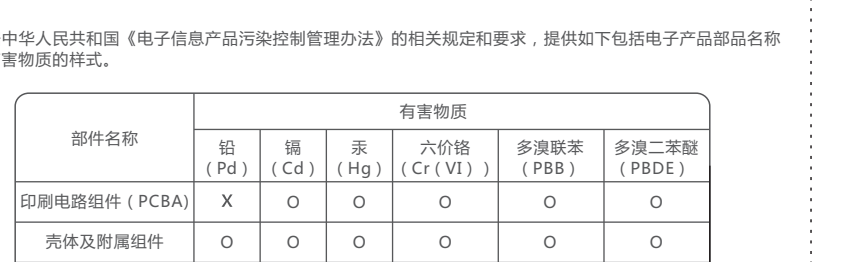 中华人民共和国《电子信息产品污染控制管理办法》的相关规定和要求，提供如下包括电子产品部品名称
害物质的样式。
部件名称 有害物质
铅 镉 汞 六价铬 多溴联苯 多溴二苯醚
（Pd） （Cd） （Hg） （Cr（VI）） （PBB） （PBDE）
印刷电路组件（PCBA) X O O O O O
壳体及附属组件 O O O O O O